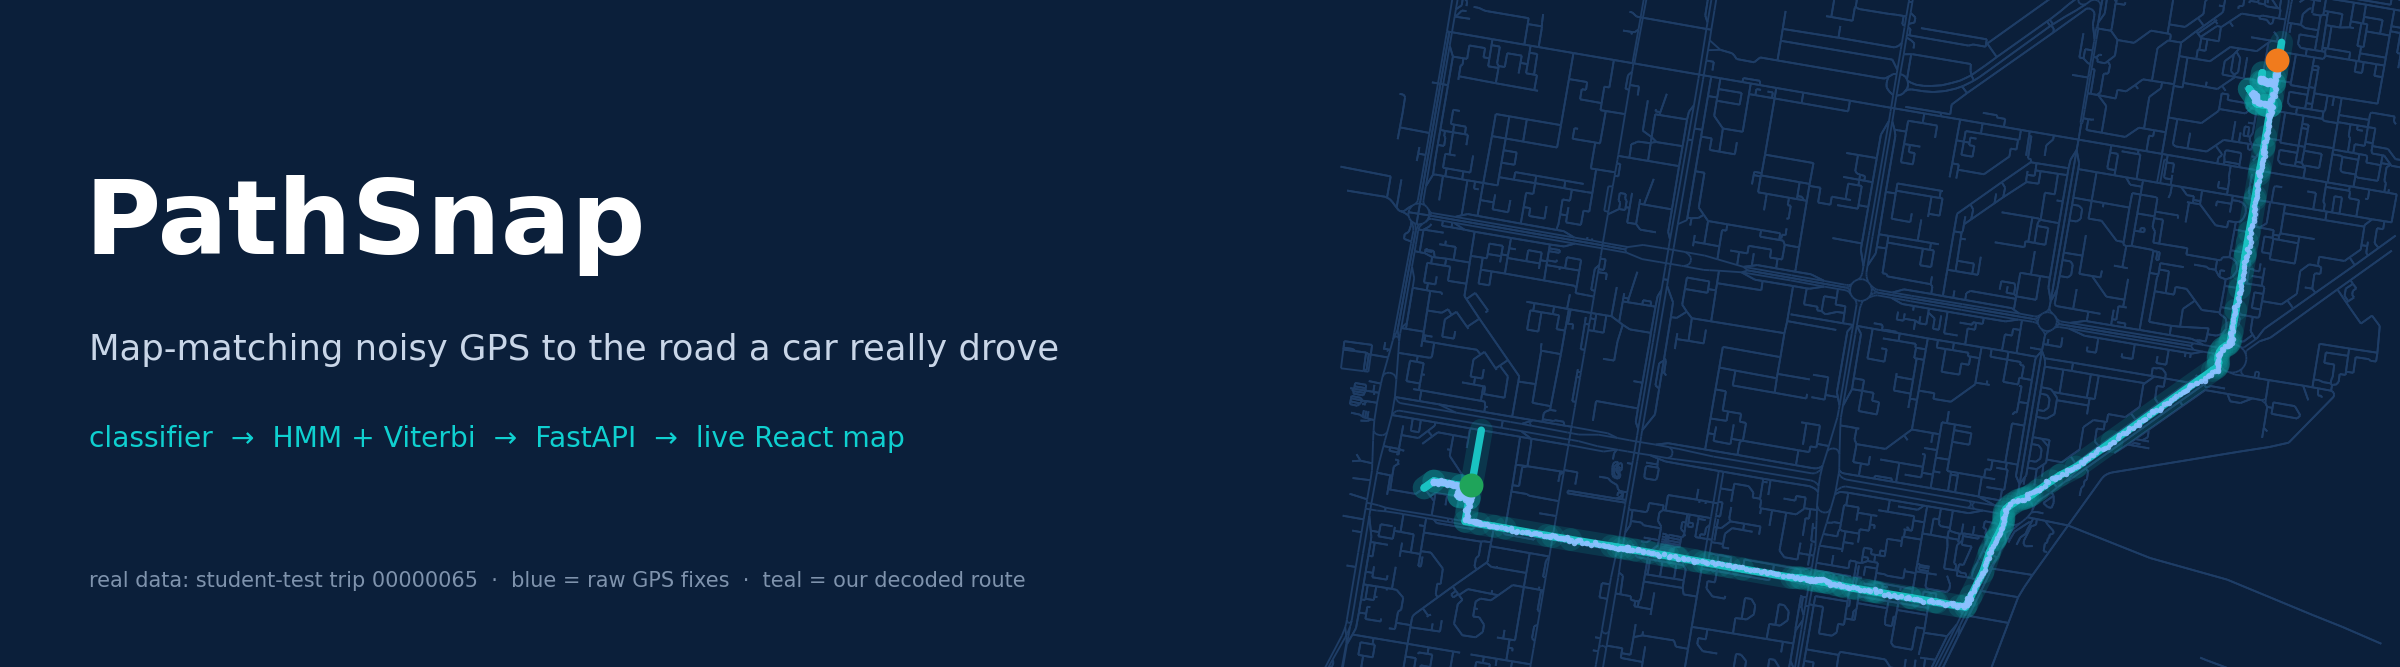 PathSnap
Map-matching noisy GPS to the road a car really drove
classifier → HMM + Viterbi → FastAPI → live React map
real data: student-test trip 00000065 · blue = raw GPS fixes · teal = our decoded route